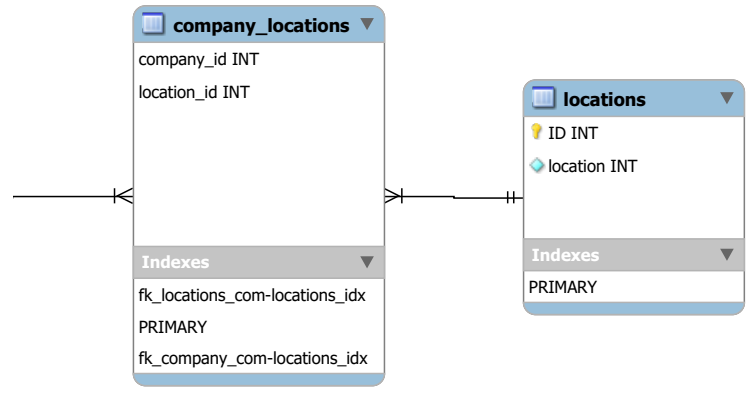 company_locations
company_id INT
location_id INT
Indexes
fk_locations_com-locations_idx
PRIMARY
fk_company_com-locations_idx
locations
ID INT
location INT
Indexes
PRIMARY